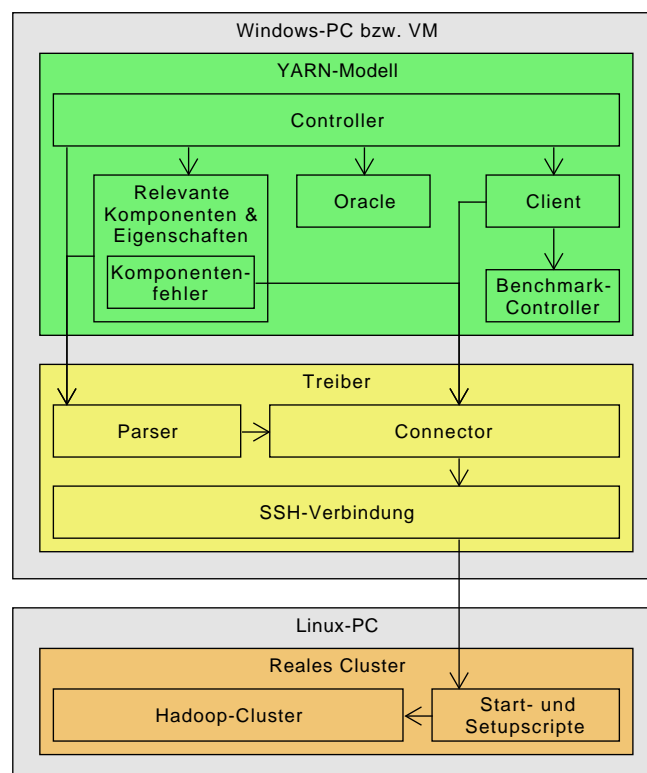 Windows-PC bzw. VM
YARN-Modell
Controller
Relevante
Komponenten &
Eigenschaften
Komponenten-
fehler
Oracle
Client
Benchmark-
Controller
Treiber
Parser
Connector
SSH-Verbindung
Linux-PC
Reales Cluster
Hadoop-Cluster
Start- und
Setupscripte